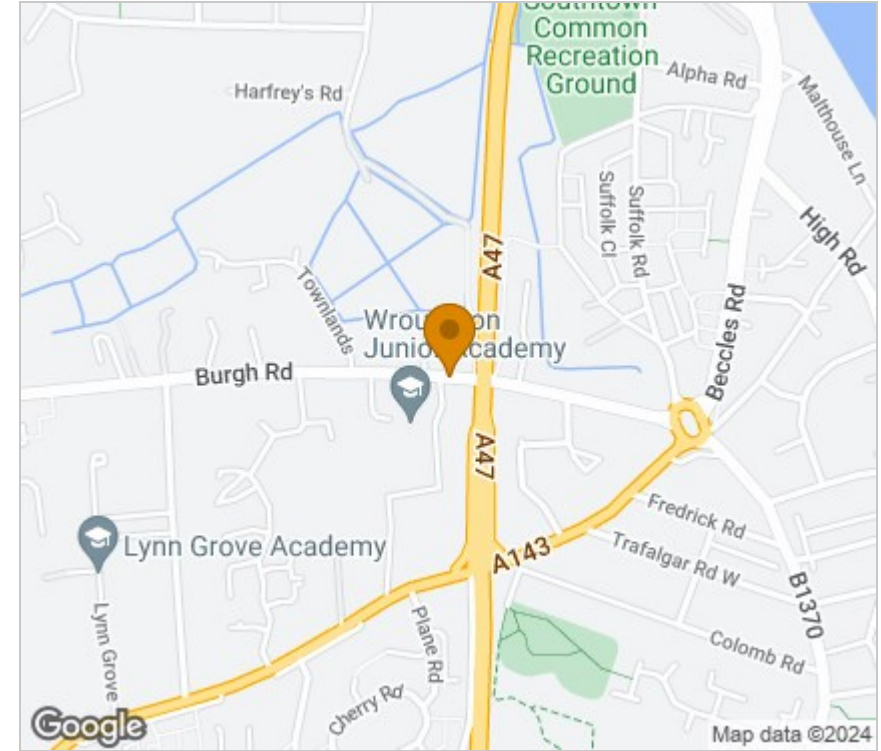 Southtown
Common
Recreation
Ground
Alpha Rd
Harfrey's Rd
Malthouse Ln
Suffolk Cl
Suffolk Rd
High Rd
A47
Townlands
Beccles Rd
Junior Academy
Burgh Rd
A47
Fredrick Rd
Lynn Grove Academy
A143
Trafalgar Rd W
B1370
Lynn Grove
Plane Rd
Colomb Rd
Cherry Rd
Google
Map data ©2024